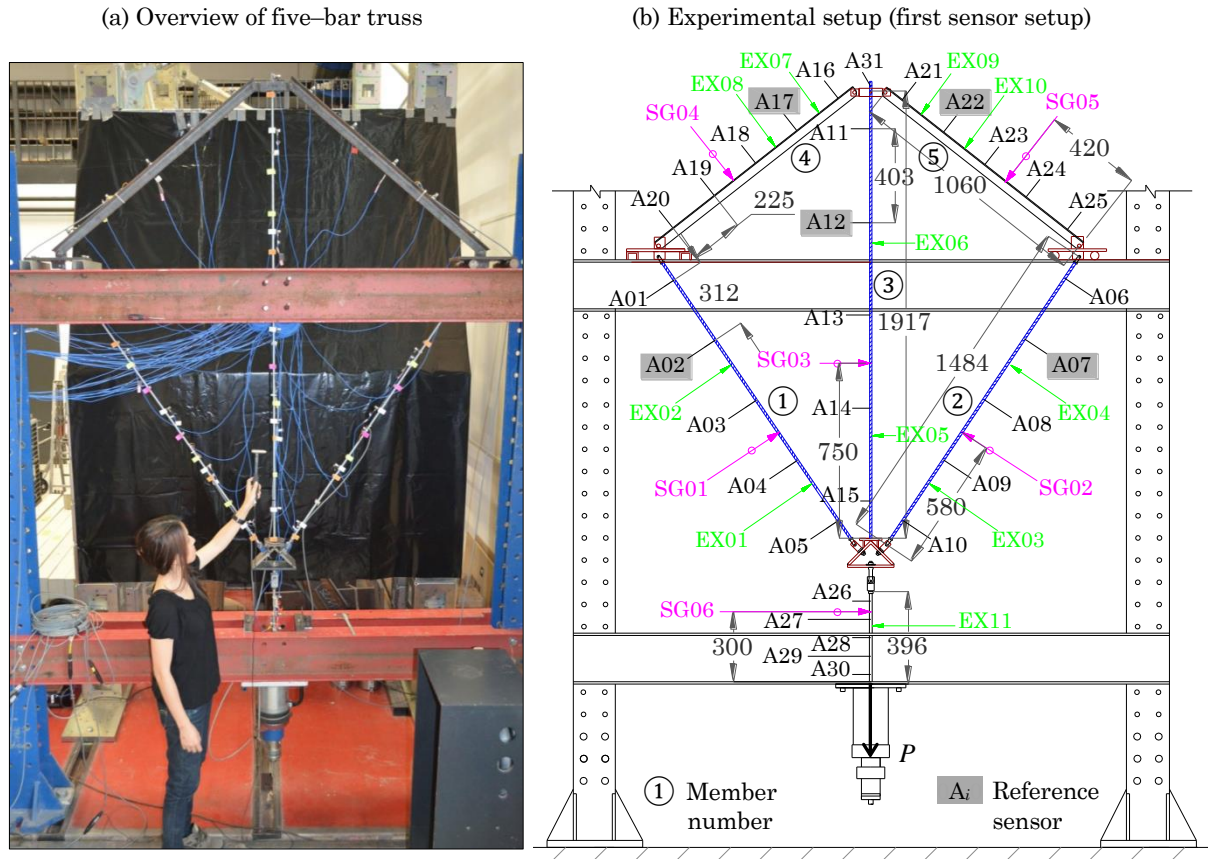 (a) Overview of five–bar truss
(b) Experimental setup (first sensor setup)
A31
EX07
A16
A21
EX09
EX08
EX10
A17
A22
SG04
SG05
A18
A11
A23
420
A19
④
⑤
A24
403
1060
A20
225
A12
A25
EX06
A01
312
③
A06
A13
1917
A02
SG03
A07
1484
EX02
①
②
EX04
A03
A14
A08
EX05
750
SG01
A04
A09
SG02
A15
580
EX01
A05
A10
EX03
A26
SG06
A27
EX11
300
A28
396
A29
A30
P
① Member
number
Ai Reference
sensor